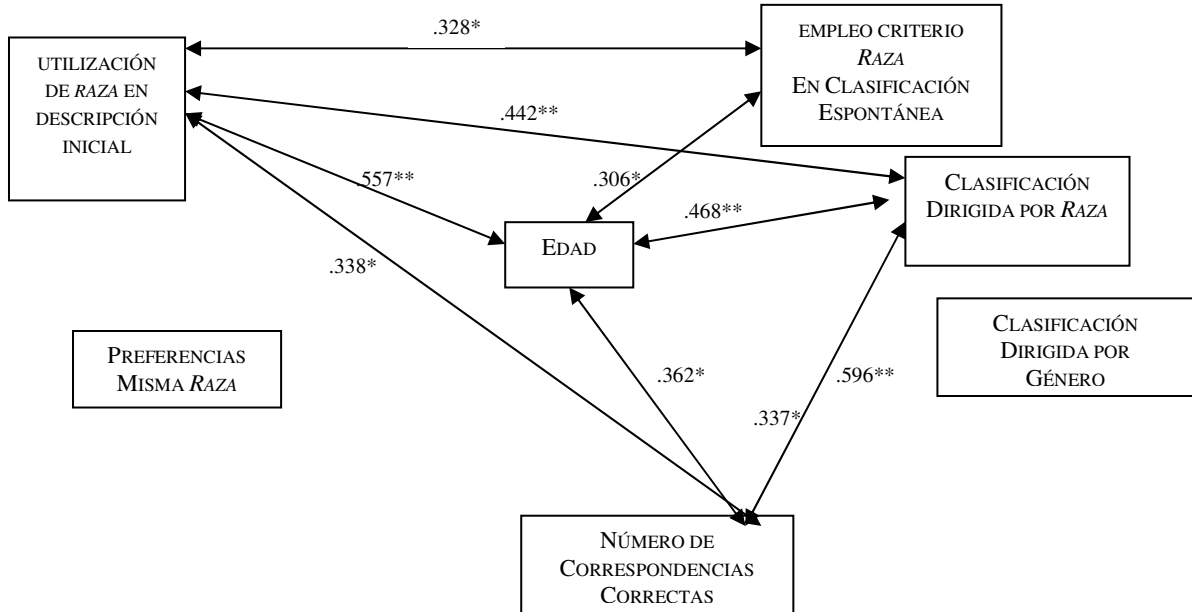 .328*
UTILIZACIÓN
DE RAZA EN
DESCRIPCIÓN
INICIAL
EMPLEO CRITERIO
RAZA
EN CLASIFICACIÓN
ESPONTÁNEA
.442**
.557**
.306*
CLASIFICACIÓN
DIRIGIDA POR RAZA
.468**
EDAD
.338*
PREFERENCIAS
MISMA RAZA
CLASIFICACIÓN
DIRIGIDA POR
GÉNERO
.362*
.596**
.337*
NÚMERO DE
CORRESPONDENCIAS
CORRECTAS